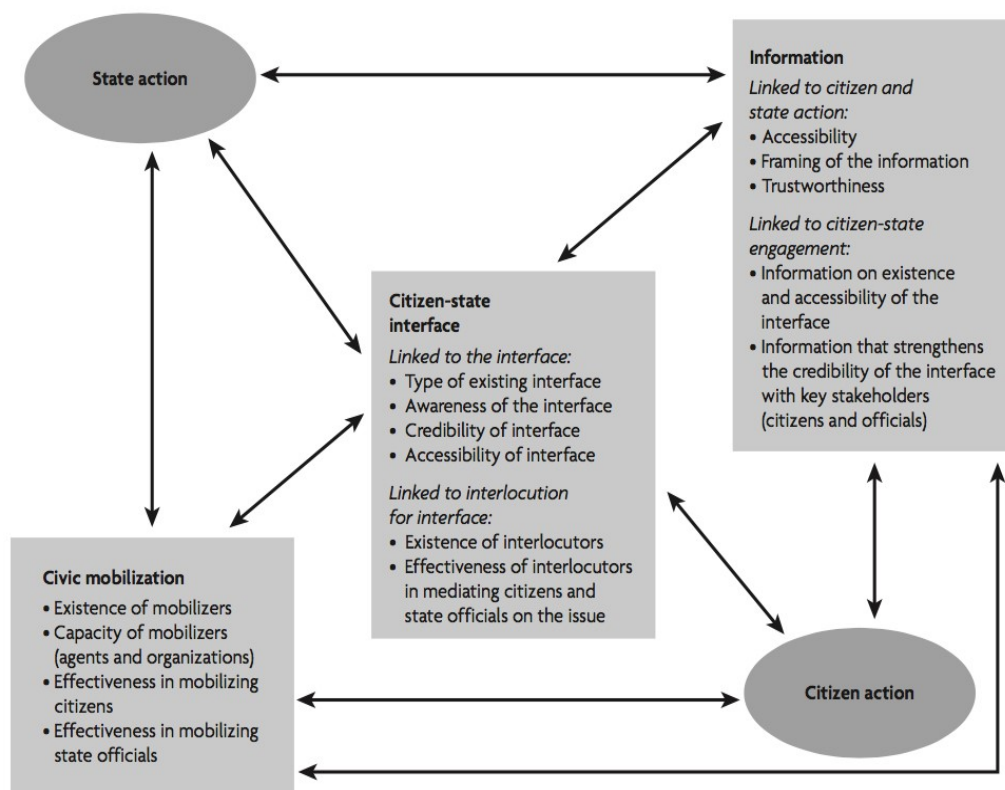 State action
Information
Linked to citizen and
state action:
• Accessibility
• Framing of the information
• Trustworthiness
Linked to citizen-state
engagement:
• Information on existence
and accessibility of the
interface
• Information that strengthens
the credibility of the interface
with key stakeholders
(citizens and officials)
Citizen-state
interface
Linked to the interface:
• Type of existing interface
• Awareness of the interface
• Credibility of interface
• Accessibility of interface
Linked to interlocution
for interface:
• Existence of interlocutors
• Effectiveness of interlocutors
in mediating citizens and
state officials on the issue
Civic mobilization
• Existence of mobilizers
• Capacity of mobilizers
(agents and organizations)
• Effectiveness in mobilizing
citizens
• Effectiveness in mobilizing
state officials
Citizen action